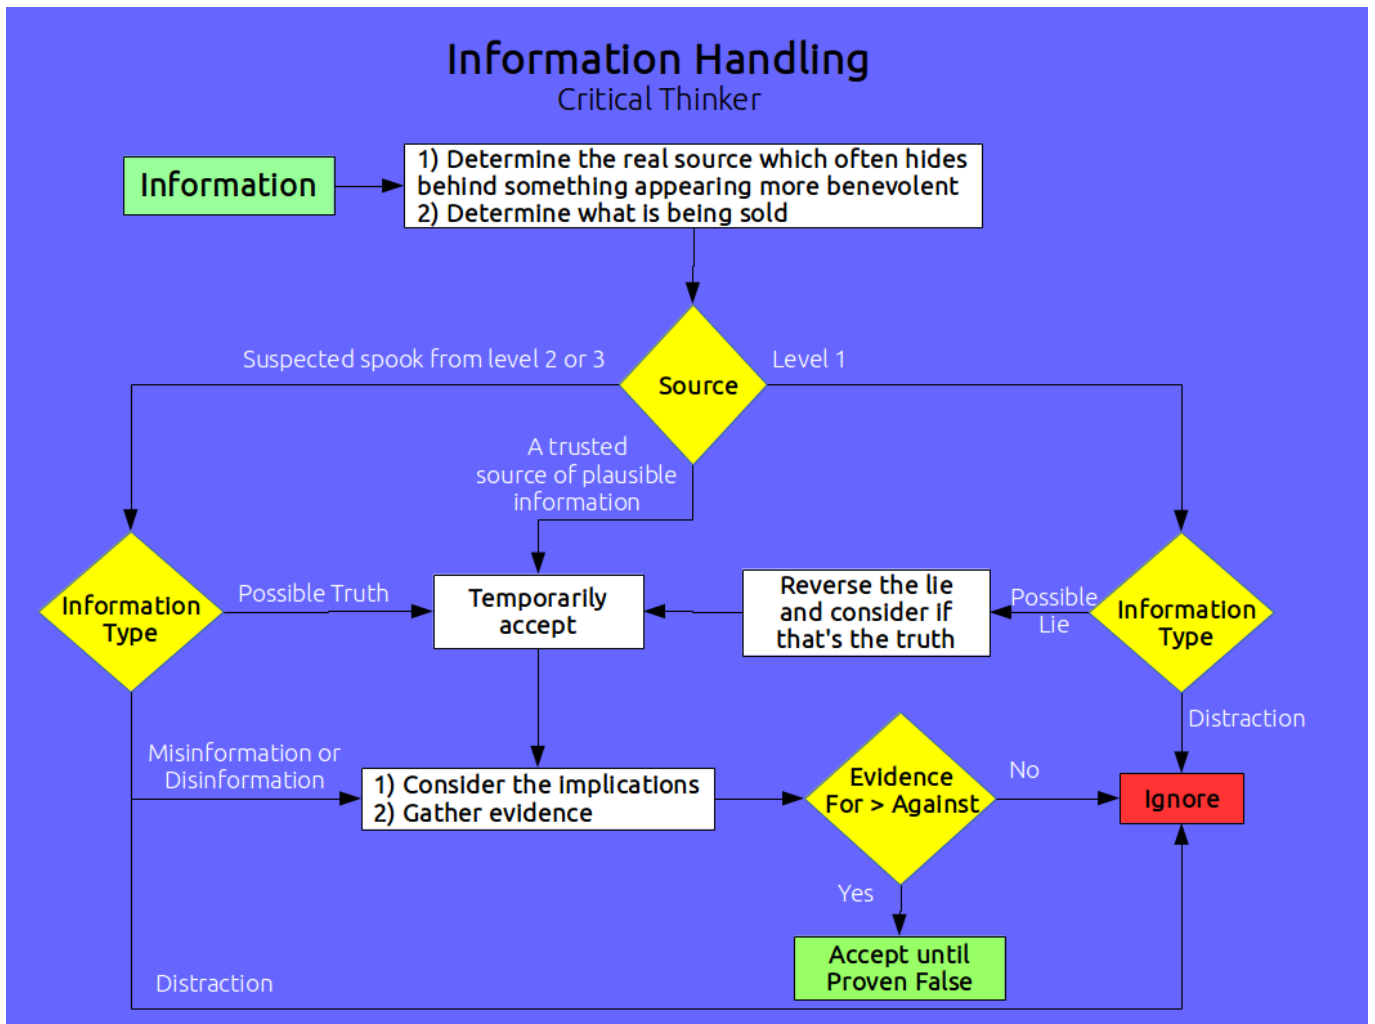 Information Handling
Critical Thinker
Information
1) Determine the real source which often hides
behind something appearing more benevolent
2) Determine what is being sold
Suspected spook from level 2 or 3
Source
Level 1
A trusted
source of plausible
information
Information
Type
Possible Truth
Temporarily
accept
Reverse the lie
and consider if
that's the truth
Possible
Lie
Information
Type
Distraction
Misinformation or
Disinformation
1) Consider the implications
2) Gather evidence
Evidence
For > Against
No
Ignore
Yes
Accept until
Proven False
Distraction